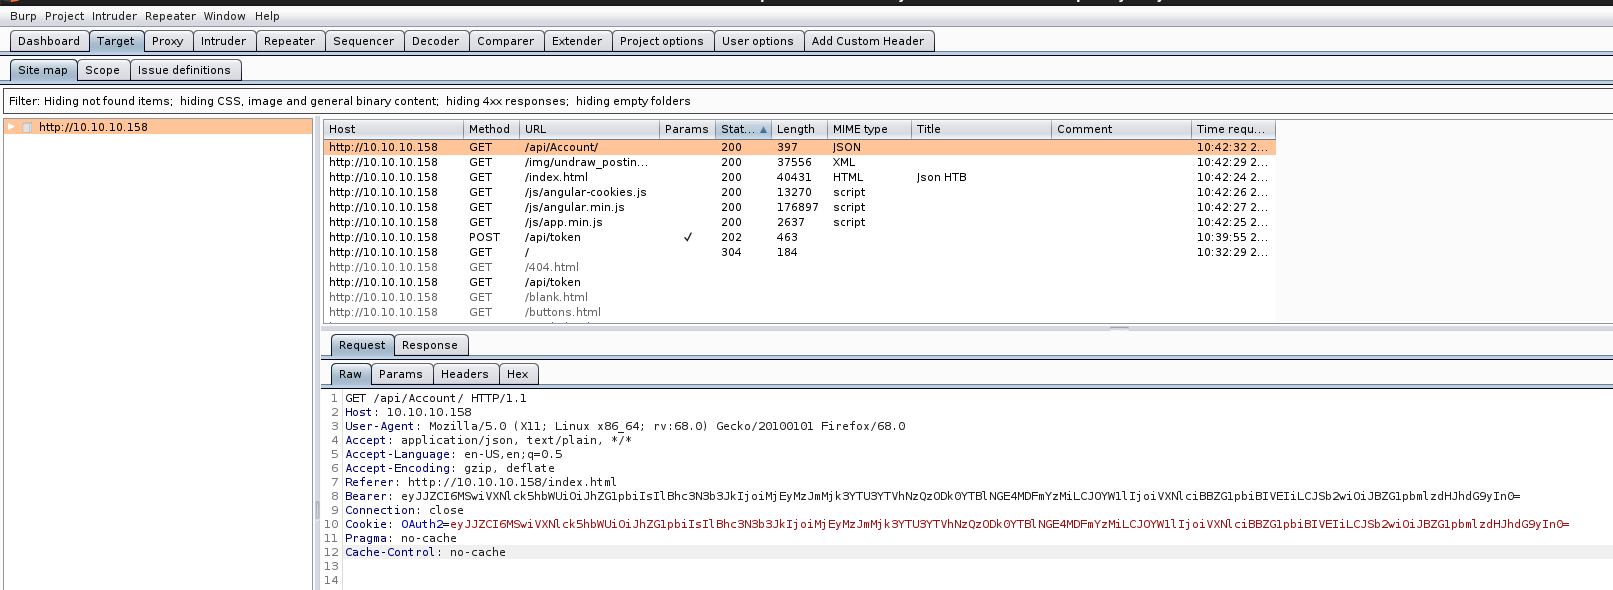 Burp Project Intruder Repeater Window Help
Dashboard Target Proxy Intruder Repeater Sequencer Decoder Comparer Extender Project options User options Add Custom Header
Site map Scope Issue definitions
Filter: Hiding not found items; hiding CSS, image and general binary content; hiding 4xx responses; hiding empty folders
http://10.10.10.158
Host Method URL Params Stat... Length MIME type Title Comment Time requ...
http://10.10.10.158 GET /api/Account/ 200 397 JSON 10:42:32 2...
http://10.10.10.158 GET /img/undraw_postin... 200 37556 XML 10:42:29 2...
http://10.10.10.158 GET /index.html 200 40431 HTML Json HTB 10:42:24 2...
http://10.10.10.158 GET /js/angular-cookies.js 200 13270 script 10:42:26 2...
http://10.10.10.158 GET /js/angular.min.js 200 176897 script 10:42:27 2...
http://10.10.10.158 GET /js/app.min.js 200 2637 script 10:42:25 2...
http://10.10.10.158 POST /api/token ✓ 202 463 10:39:55 2...
http://10.10.10.158 GET / 304 184 10:32:29 2...
http://10.10.10.158 GET /404.html
http://10.10.10.158 GET /api/token
http://10.10.10.158 GET /blank.html
http://10.10.10.158 GET /buttons.html
Request Response
Raw Params Headers Hex
1 GET /api/Account/ HTTP/1.1
2 Host: 10.10.10.158
3 User-Agent: Mozilla/5.0 (X11; Linux x86_64; rv:68.0) Gecko/20100101 Firefox/68.0
4 Accept: application/json, text/plain, */*
5 Accept-Language: en-US,en;q=0.5
6 Accept-Encoding: gzip, deflate
7 Referer: http://10.10.10.158/index.html
8 Bearer: eyJJZCI6MSwiVXNlck5hbWUiOiJhZG1pbiIsIlBhc3N3b3JkIjoiMjEyMzJmMjk3YTU3YTVhNzQzODk0YTBlNGE4MDFmYzMiLCJOYW1lIjoiVXNlciBBZG1pbiBIVEIiLCJSb2wiOiJBZG1pbmlzdHJhdG9yIn0=
9 Connection: close
10 Cookie: OAuth2=eyJJZCI6MSwiVXNlck5hbWUiOiJhZG1pbiIsIlBhc3N3b3JkIjoiMjEyMzJmMjk3YTU3YTVhNzQzODk0YTBlNGE4MDFmYzMiLCJOYW1lIjoiVXNlciBBZG1pbiBIVEIiLCJSb2wiOiJBZG1pbmlzdHJhdG9yIn0=
11 Pragma: no-cache
12 Cache-Control: no-cache
13
14